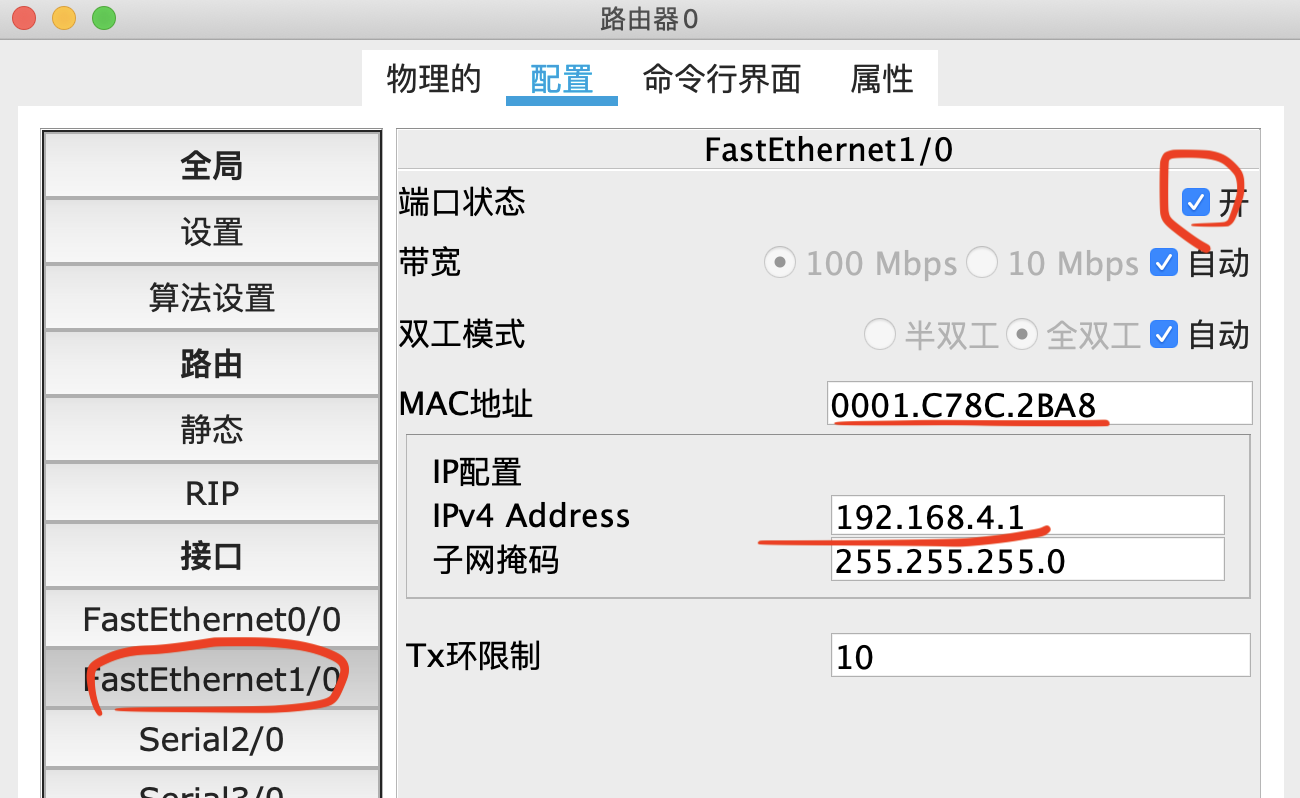 路由器0
物理的 配置 命令行界面 属性
全局
设置
算法设置
路由
静态
RIP
接口
FastEthernet0/0
FastEthernet1/0
Serial2/0
Serial3/0
FastEthernet1/0
端口状态 开
带宽 100 Mbps 10 Mbps 自动
双工模式 半双工 全双工 自动
MAC地址 0001.C78C.2BA8
IP配置
IPv4 Address 192.168.4.1
子网掩码 255.255.255.0
Tx环限制 10